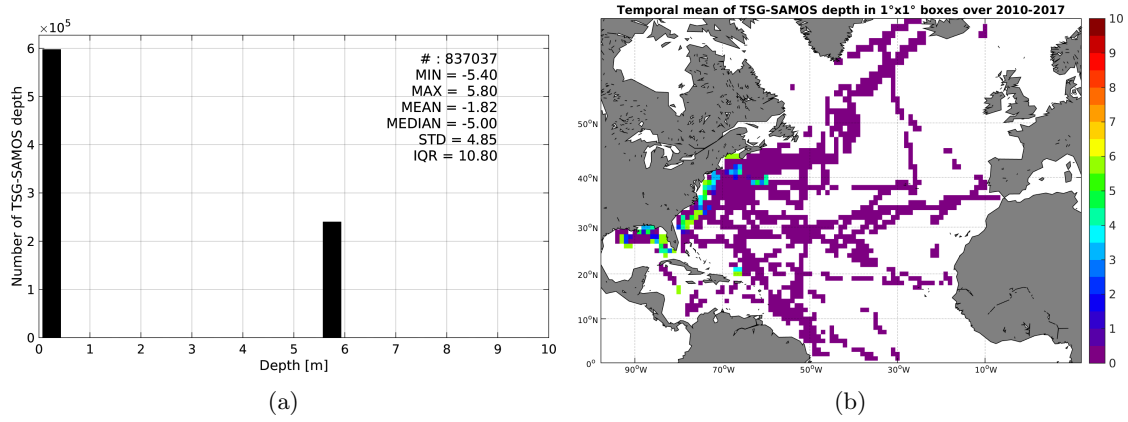 ×10⁵
6
5
4
3
2
1
0
Number of TSG-SAMOS depth
# : 837037
MIN = -5.40
MAX = 5.80
MEAN = -1.82
MEDIAN = -5.00
STD = 4.85
IQR = 10.80
0 1 2 3 4 5 6 7 8 9 10
Depth [m]
(a)
Temporal mean of TSG-SAMOS depth in 1°x1° boxes over 2010-2017
50°N
40°N
30°N
20°N
10°N
0°
90°W 70°W 50°W 30°W 10°W
10
9
8
7
6
5
4
3
2
1
0
(b)